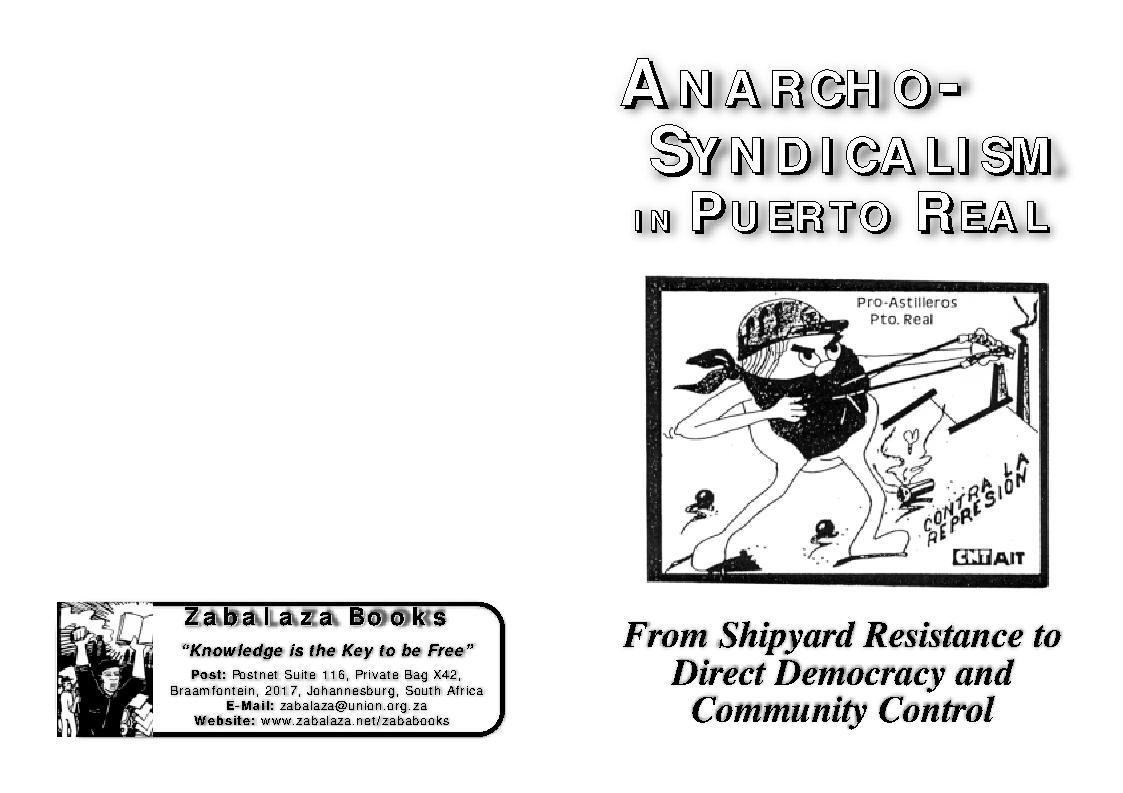 ANARCHO-
SYNDICALISM
IN PUERTO REAL
Pro-Astilleros
Pto. Real
CONTRA LA
REPRESIÓN
CNT AIT
From Shipyard Resistance to
Direct Democracy and
Community Control
Zabalaza Books
“Knowledge is the Key to be Free”
Post: Postnet Suite 116, Private Bag X42,
Braamfontein, 2017, Johannesburg, South Africa
E-Mail: zabalaza@union.org.za
Website: www.zabalaza.net/zababooks